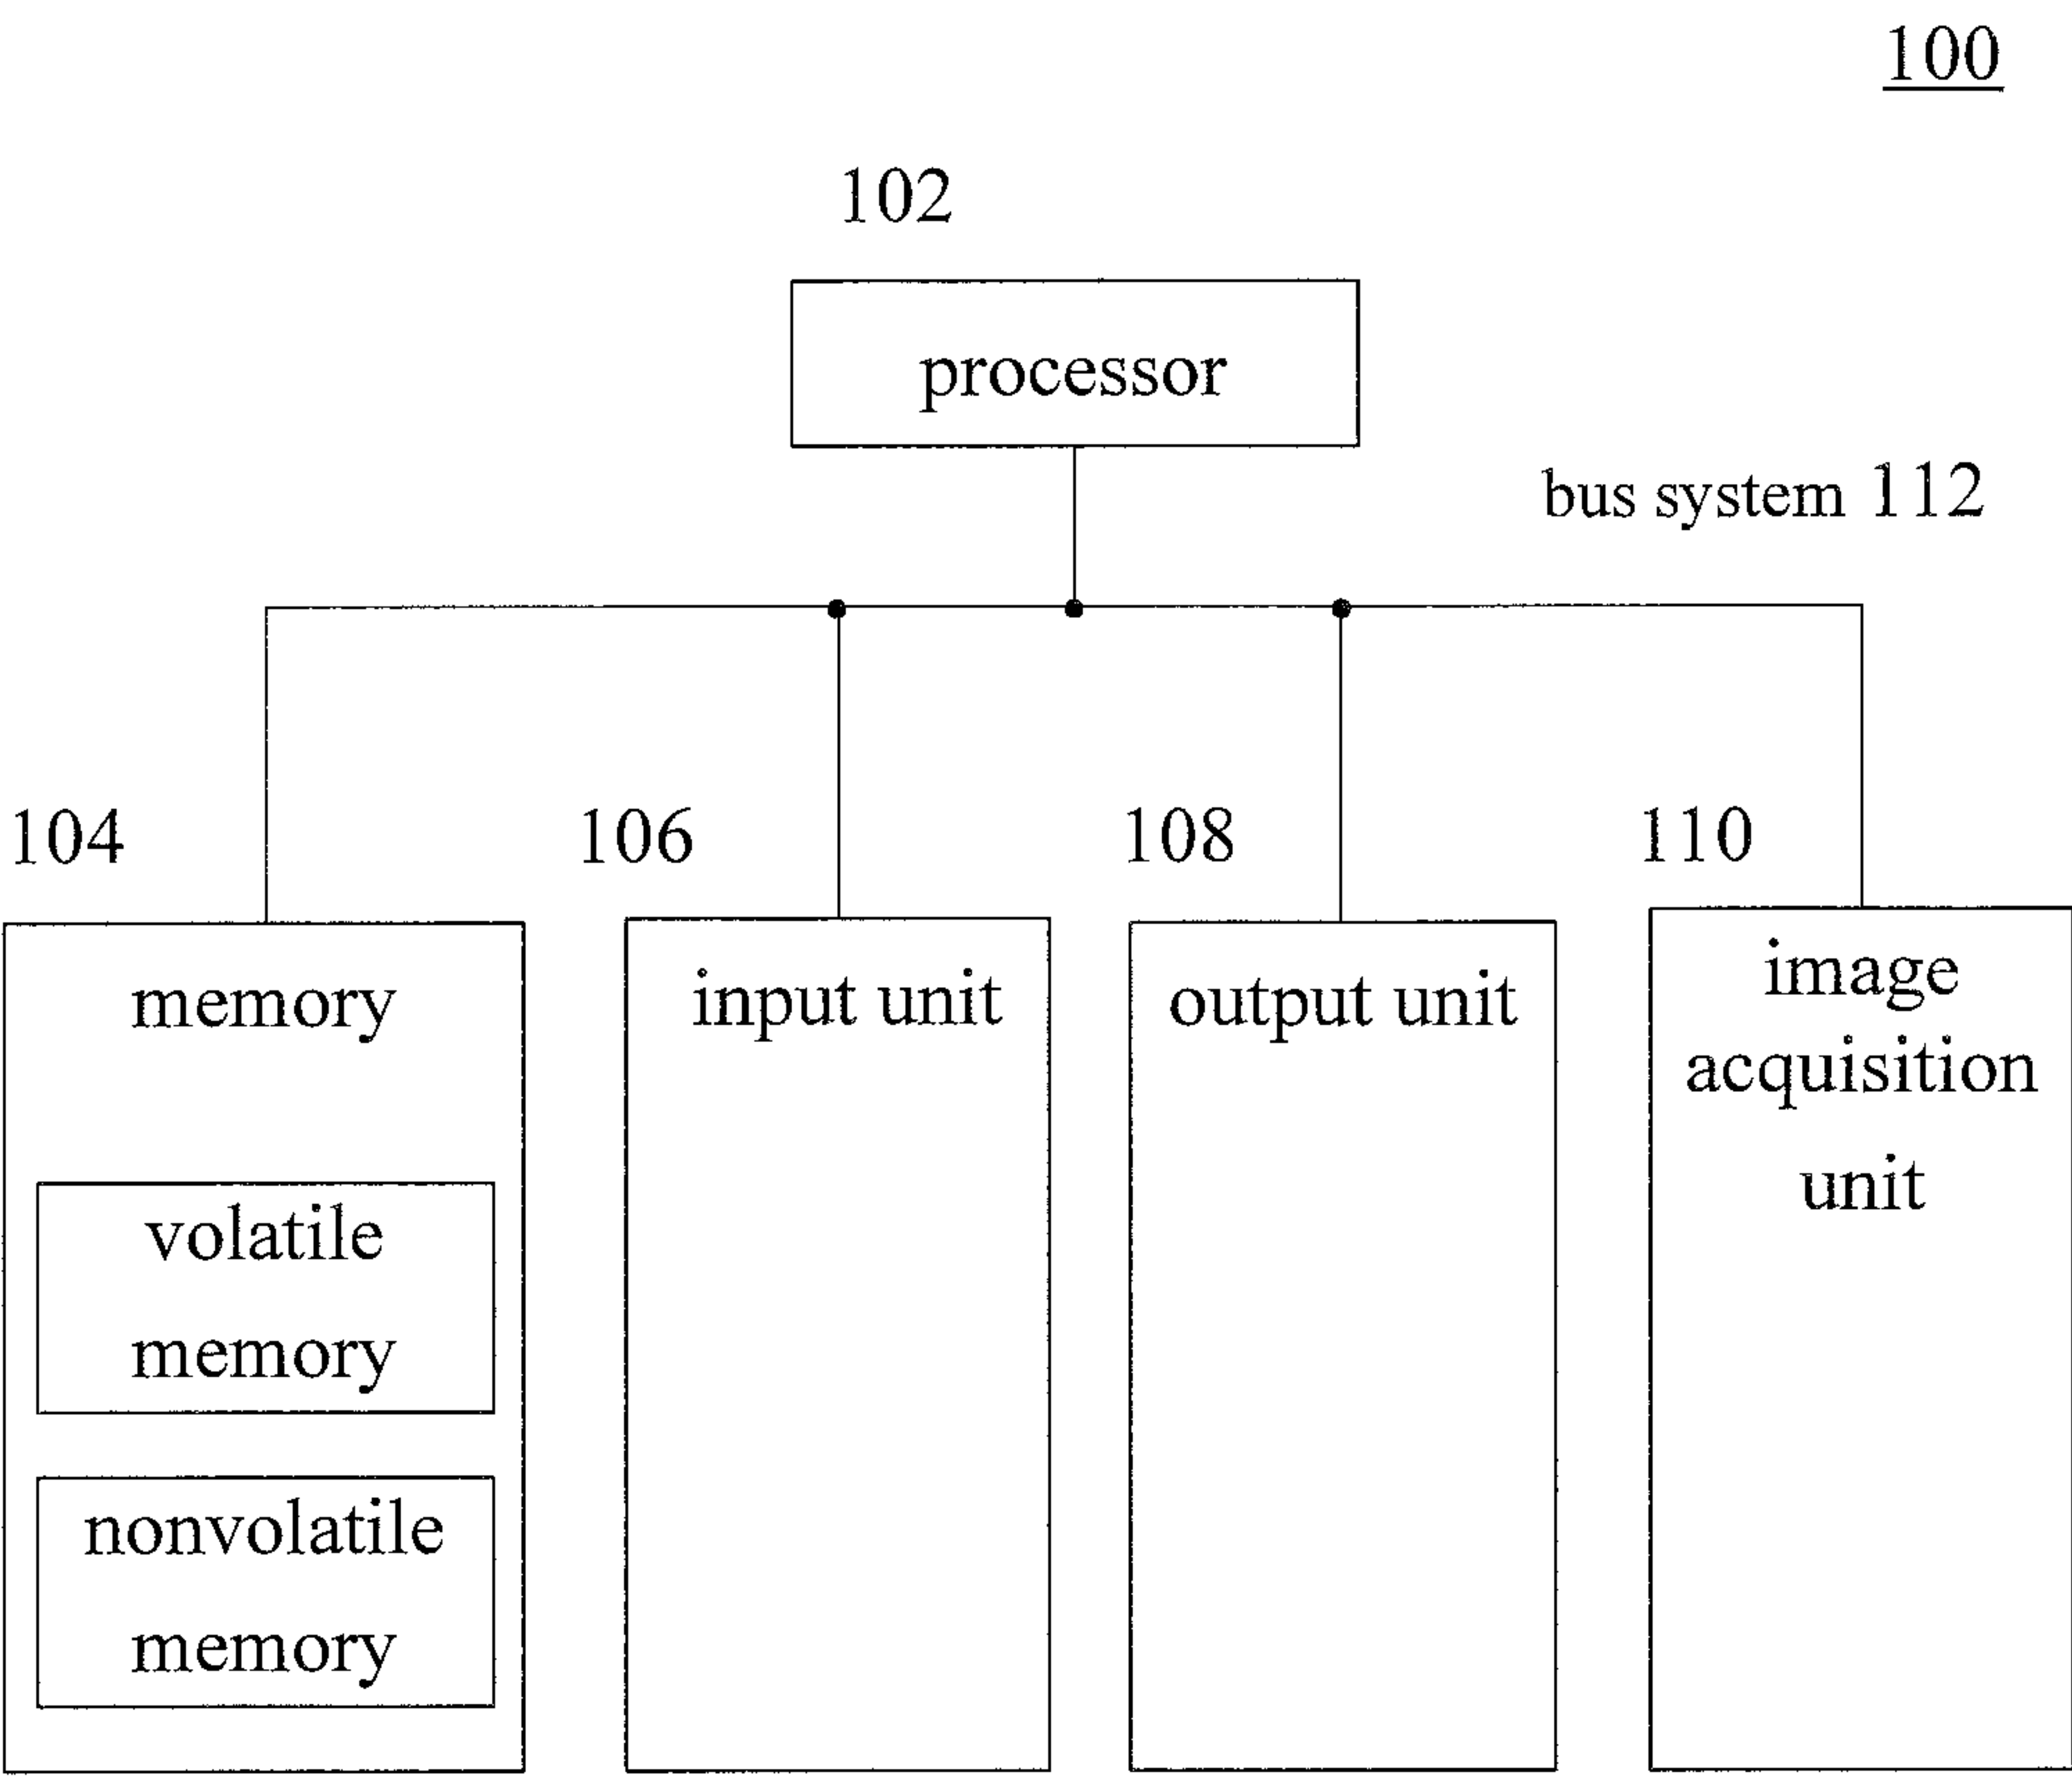 100
102
processor
bus system 112
104
106
108
110
memory
input unit
output unit
image
acquisition
unit
volatile
memory
nonvolatile
memory